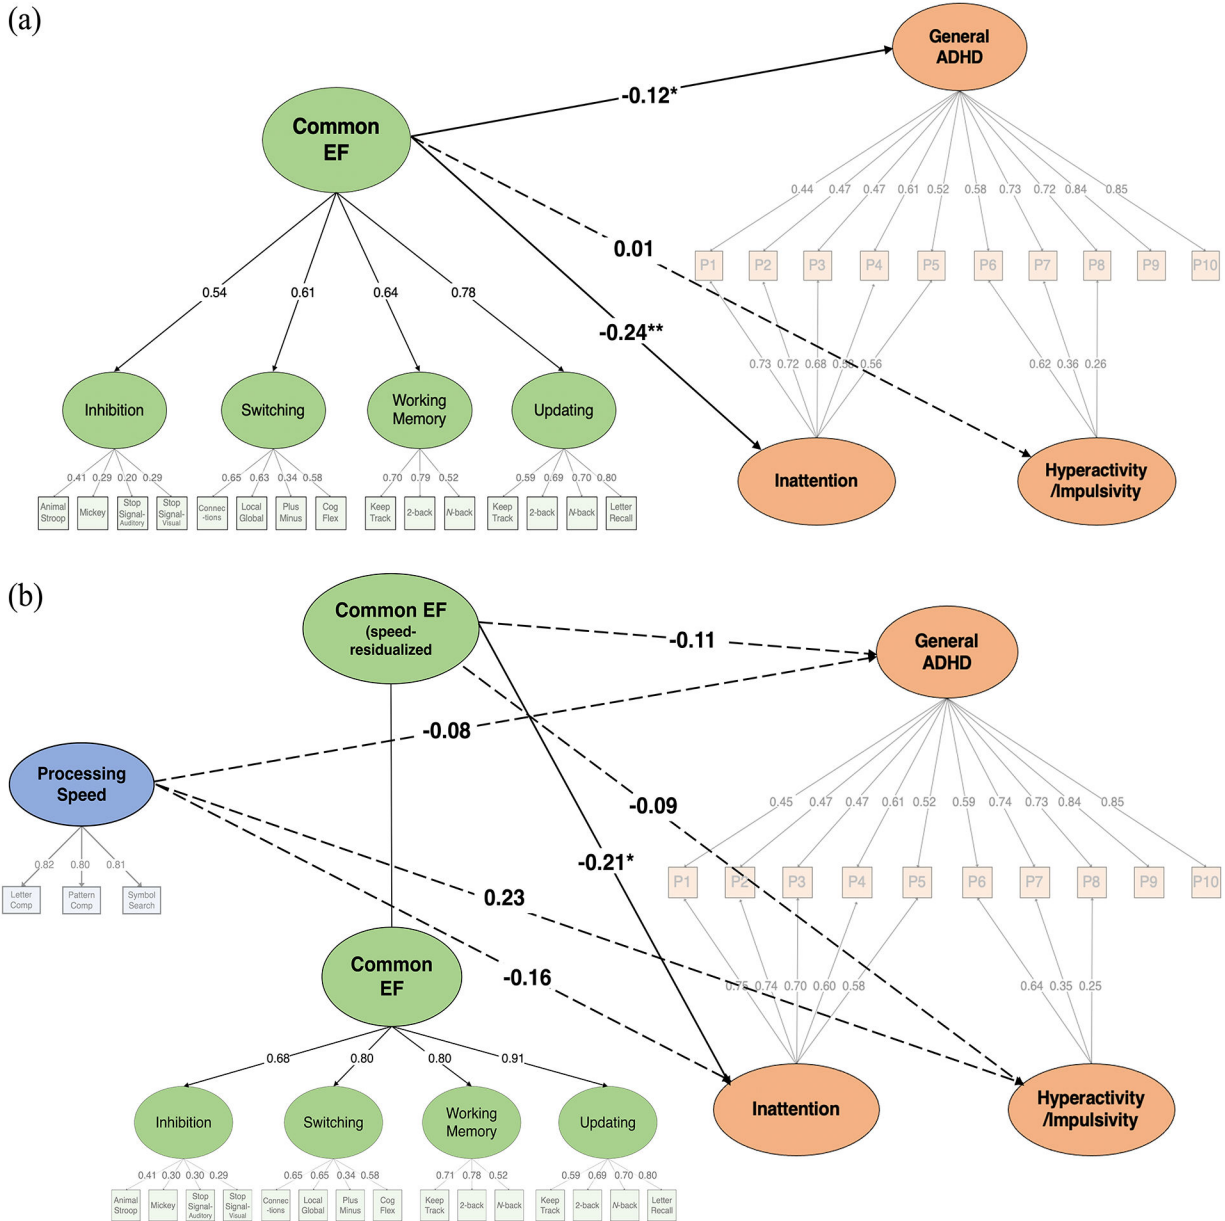 (a)
General
ADHD
-0.12*
Common
EF
0.44 0.47 0.47 0.61 0.52 0.58 0.73 0.72 0.84 0.85
0.01
P1 P2 P3 P4 P5 P6 P7 P8 P9 P10
0.54 0.61 0.64 0.78
-0.24**
0.73 0.72 0.68 0.56 0.62 0.36 0.26
Inhibition
Switching
Working
Memory
Updating
Inattention
Hyperactivity
/Impulsivity
0.41 0.29 0.20 0.29 0.65 0.63 0.34 0.58 0.70 0.79 0.52 0.59 0.69 0.70 0.80
Animal
Stroop
Mickey
Stop
Signal-
Auditory
Stop
Signal-
Visual
Connec
-tions
Local
Global
Plus
Minus
Cog
Flex
Keep
Track
2-back
N-back
Keep
Track
2-back
N-back
Letter
Recall
(b)
Common EF
(speed-
residualized
-0.11
General
ADHD
-0.08
Processing
Speed
-0.09
0.45 0.47 0.47 0.61 0.52 0.59 0.74 0.73 0.84 0.85
0.82 0.80 0.81
-0.21*
P1 P2 P3 P4 P5 P6 P7 P8 P9 P10
Letter
Comp
Pattern
Comp
Symbol
Search
0.23
Common
EF
-0.16
0.75 0.74 0.70 0.60 0.58 0.64 0.35 0.25
0.68 0.80 0.80 0.91
Inhibition
Switching
Working
Memory
Updating
Inattention
Hyperactivity
/Impulsivity
0.41 0.30 0.30 0.29 0.65 0.65 0.34 0.58 0.71 0.78 0.52 0.59 0.69 0.70 0.80
Animal
Stroop
Mickey
Stop
Signal-
Auditory
Stop
Signal-
Visual
Connec
-tions
Local
Global
Plus
Minus
Cog
Flex
Keep
Track
2-back
N-back
Keep
Track
2-back
N-back
Letter
Recall